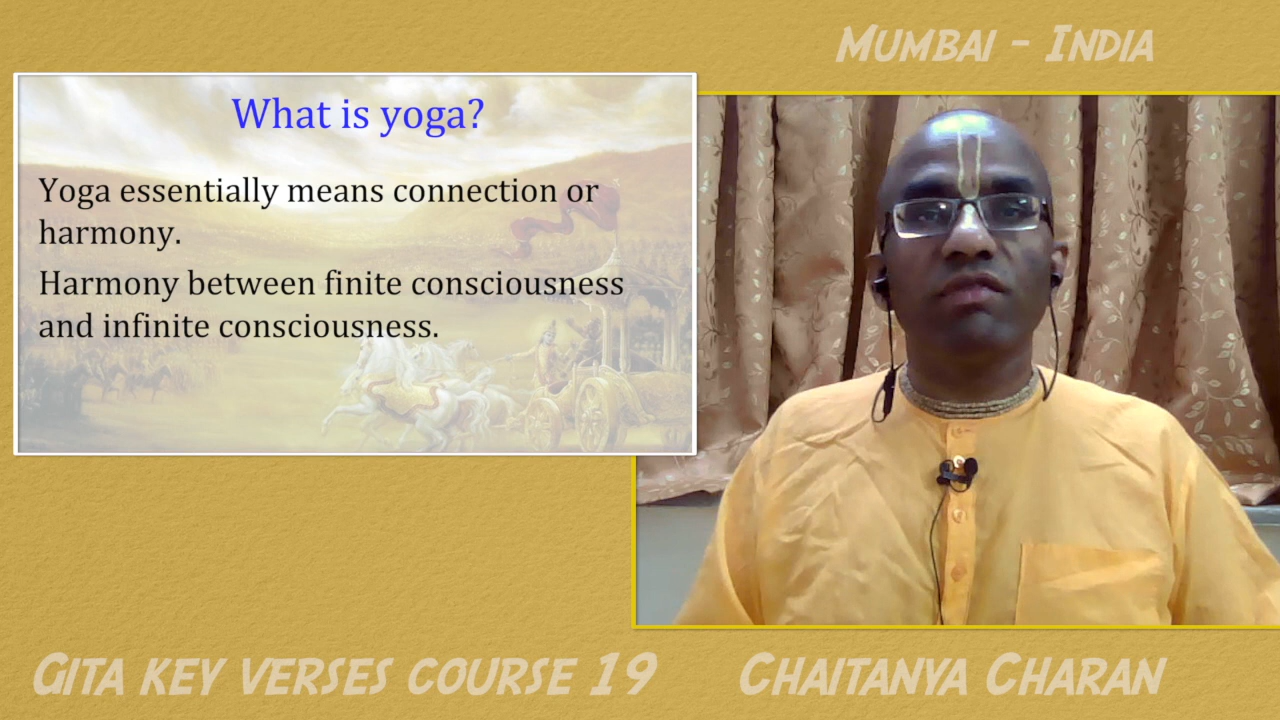 Mumbai - India
What is yoga?
Yoga essentially means connection or
harmony.
Harmony between finite consciousness
and infinite consciousness.
Gita key verses course 19
Chaitanya Charan